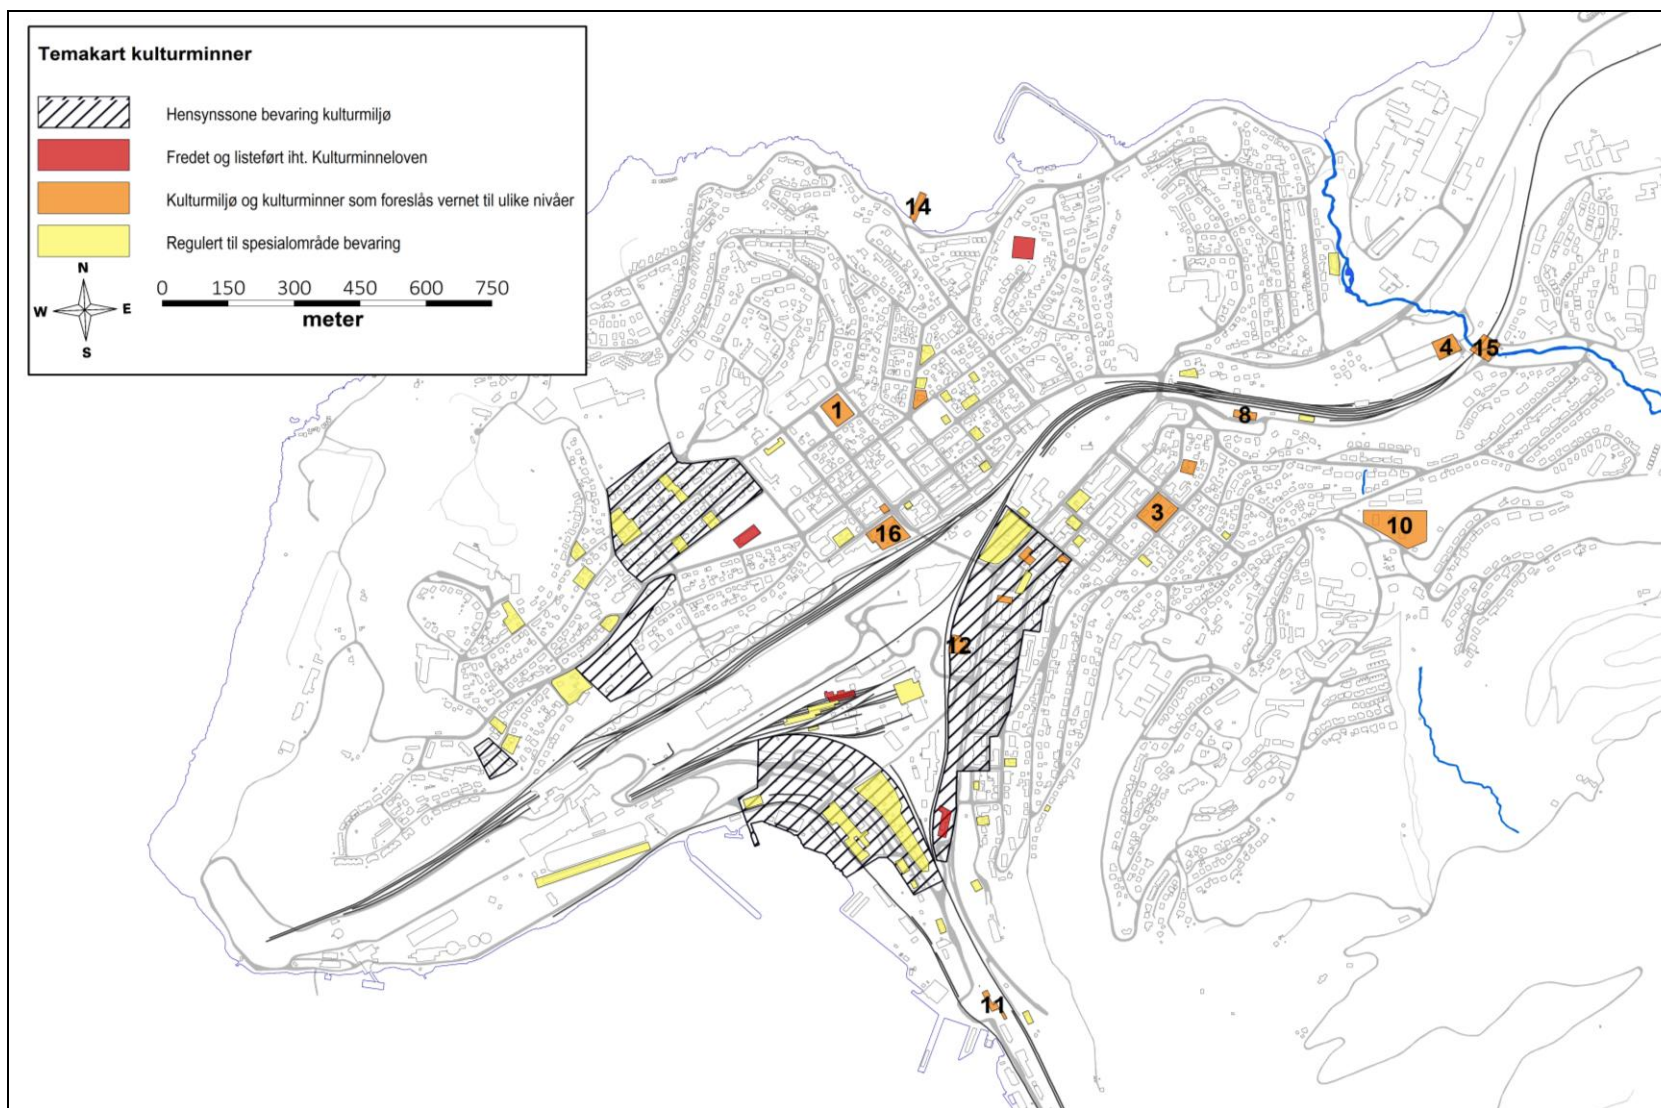 Temakart kulturminner
Hensynssone bevaring kulturmiljø
Fredet og listeført iht. Kulturminneloven
Kulturmiljø og kulturminner som foreslås vernet til ulike nivåer
Regulert til spesialområde bevaring
N
W E
S
0 150 300 450 600 750
meter
14
4 15
1
8
3
10
16
12
11